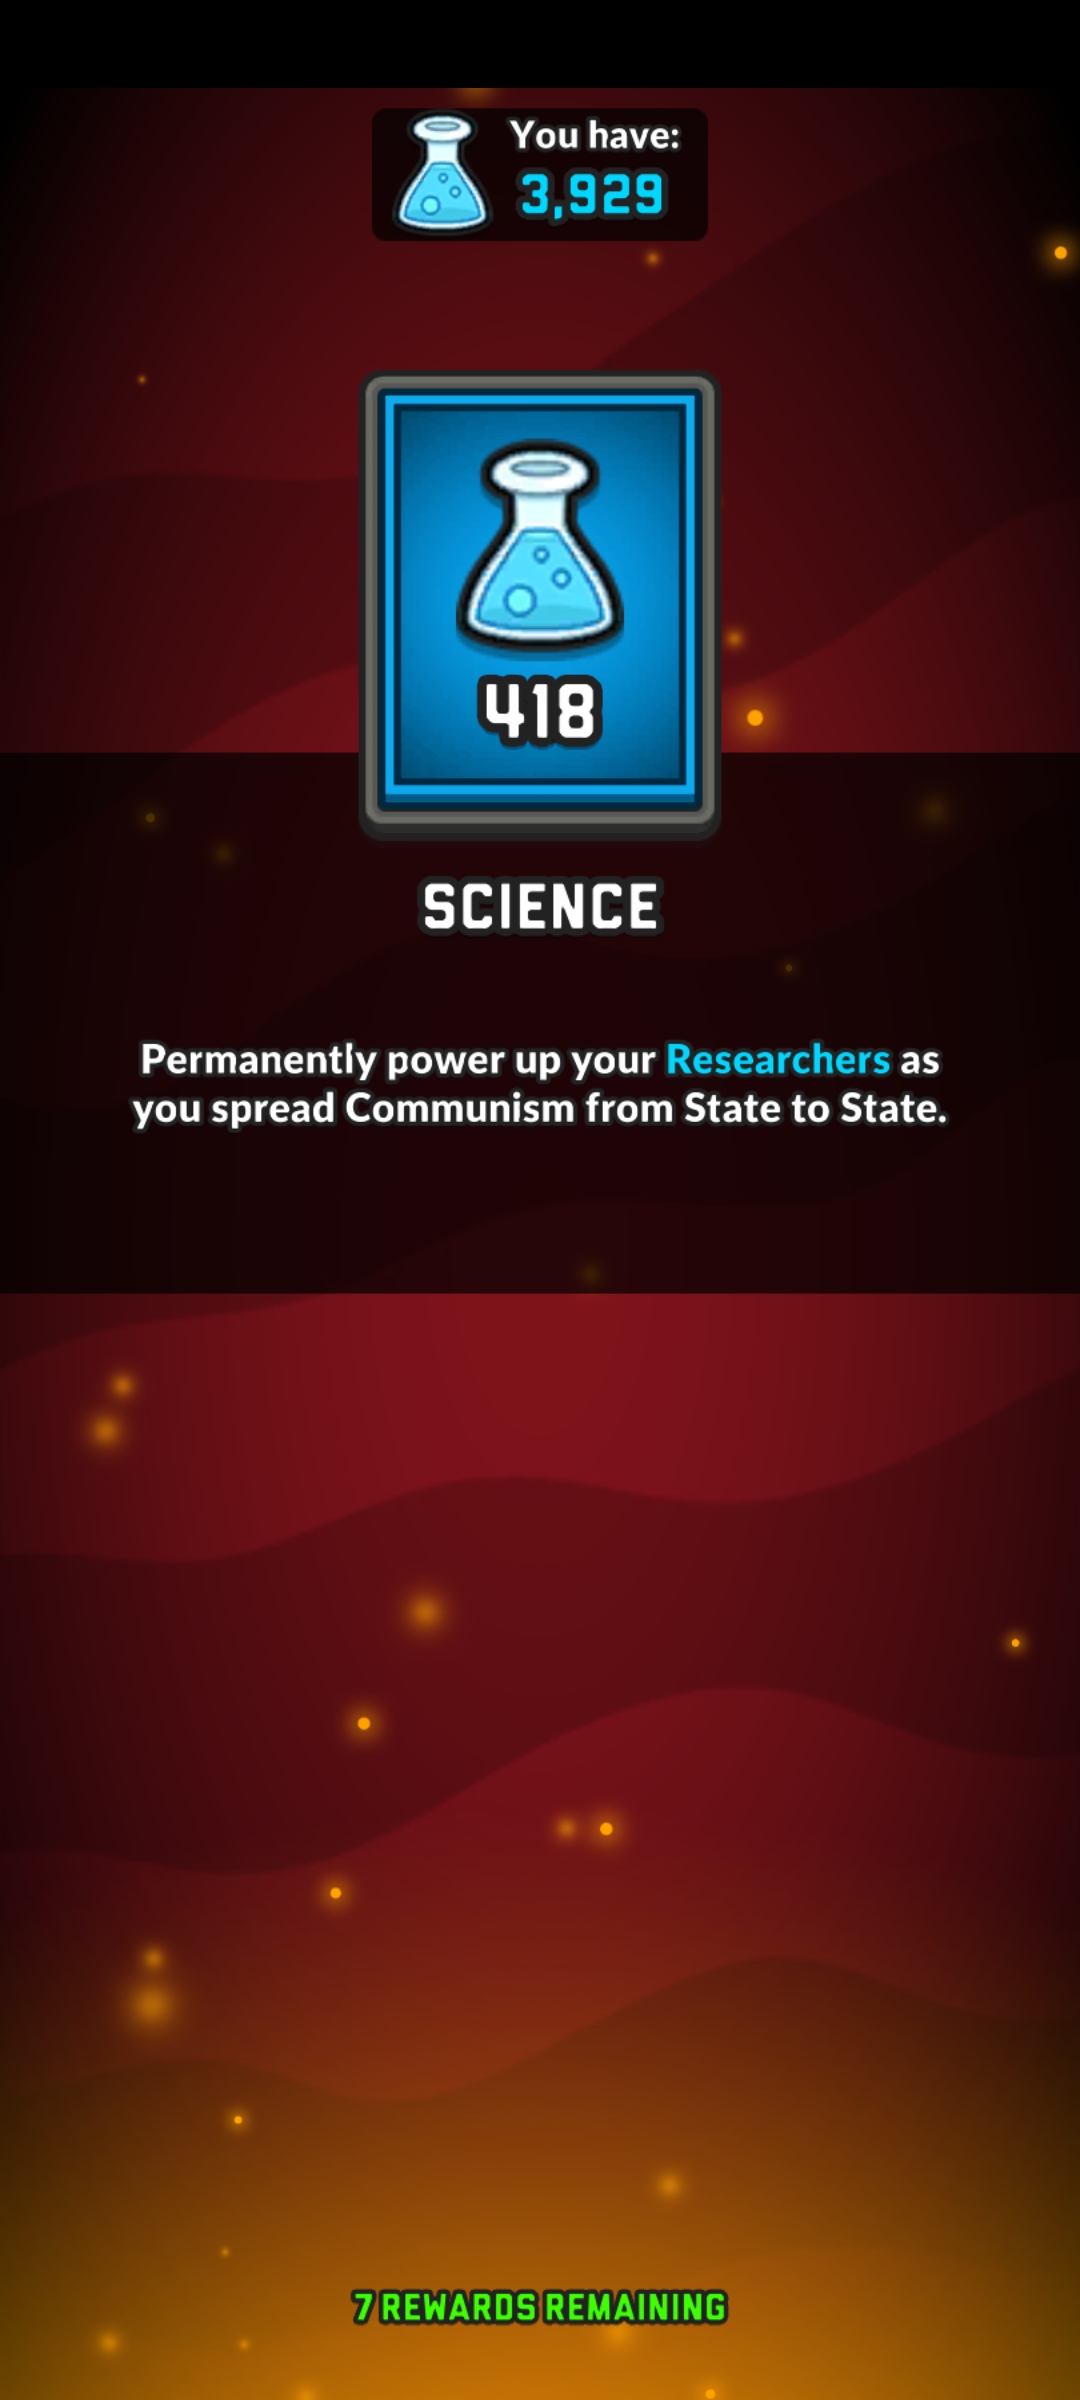 You have:
3,929
418
SCIENCE
Permanently power up your Researchers as
you spread Communism from State to State.
7 REWARDS REMAINING